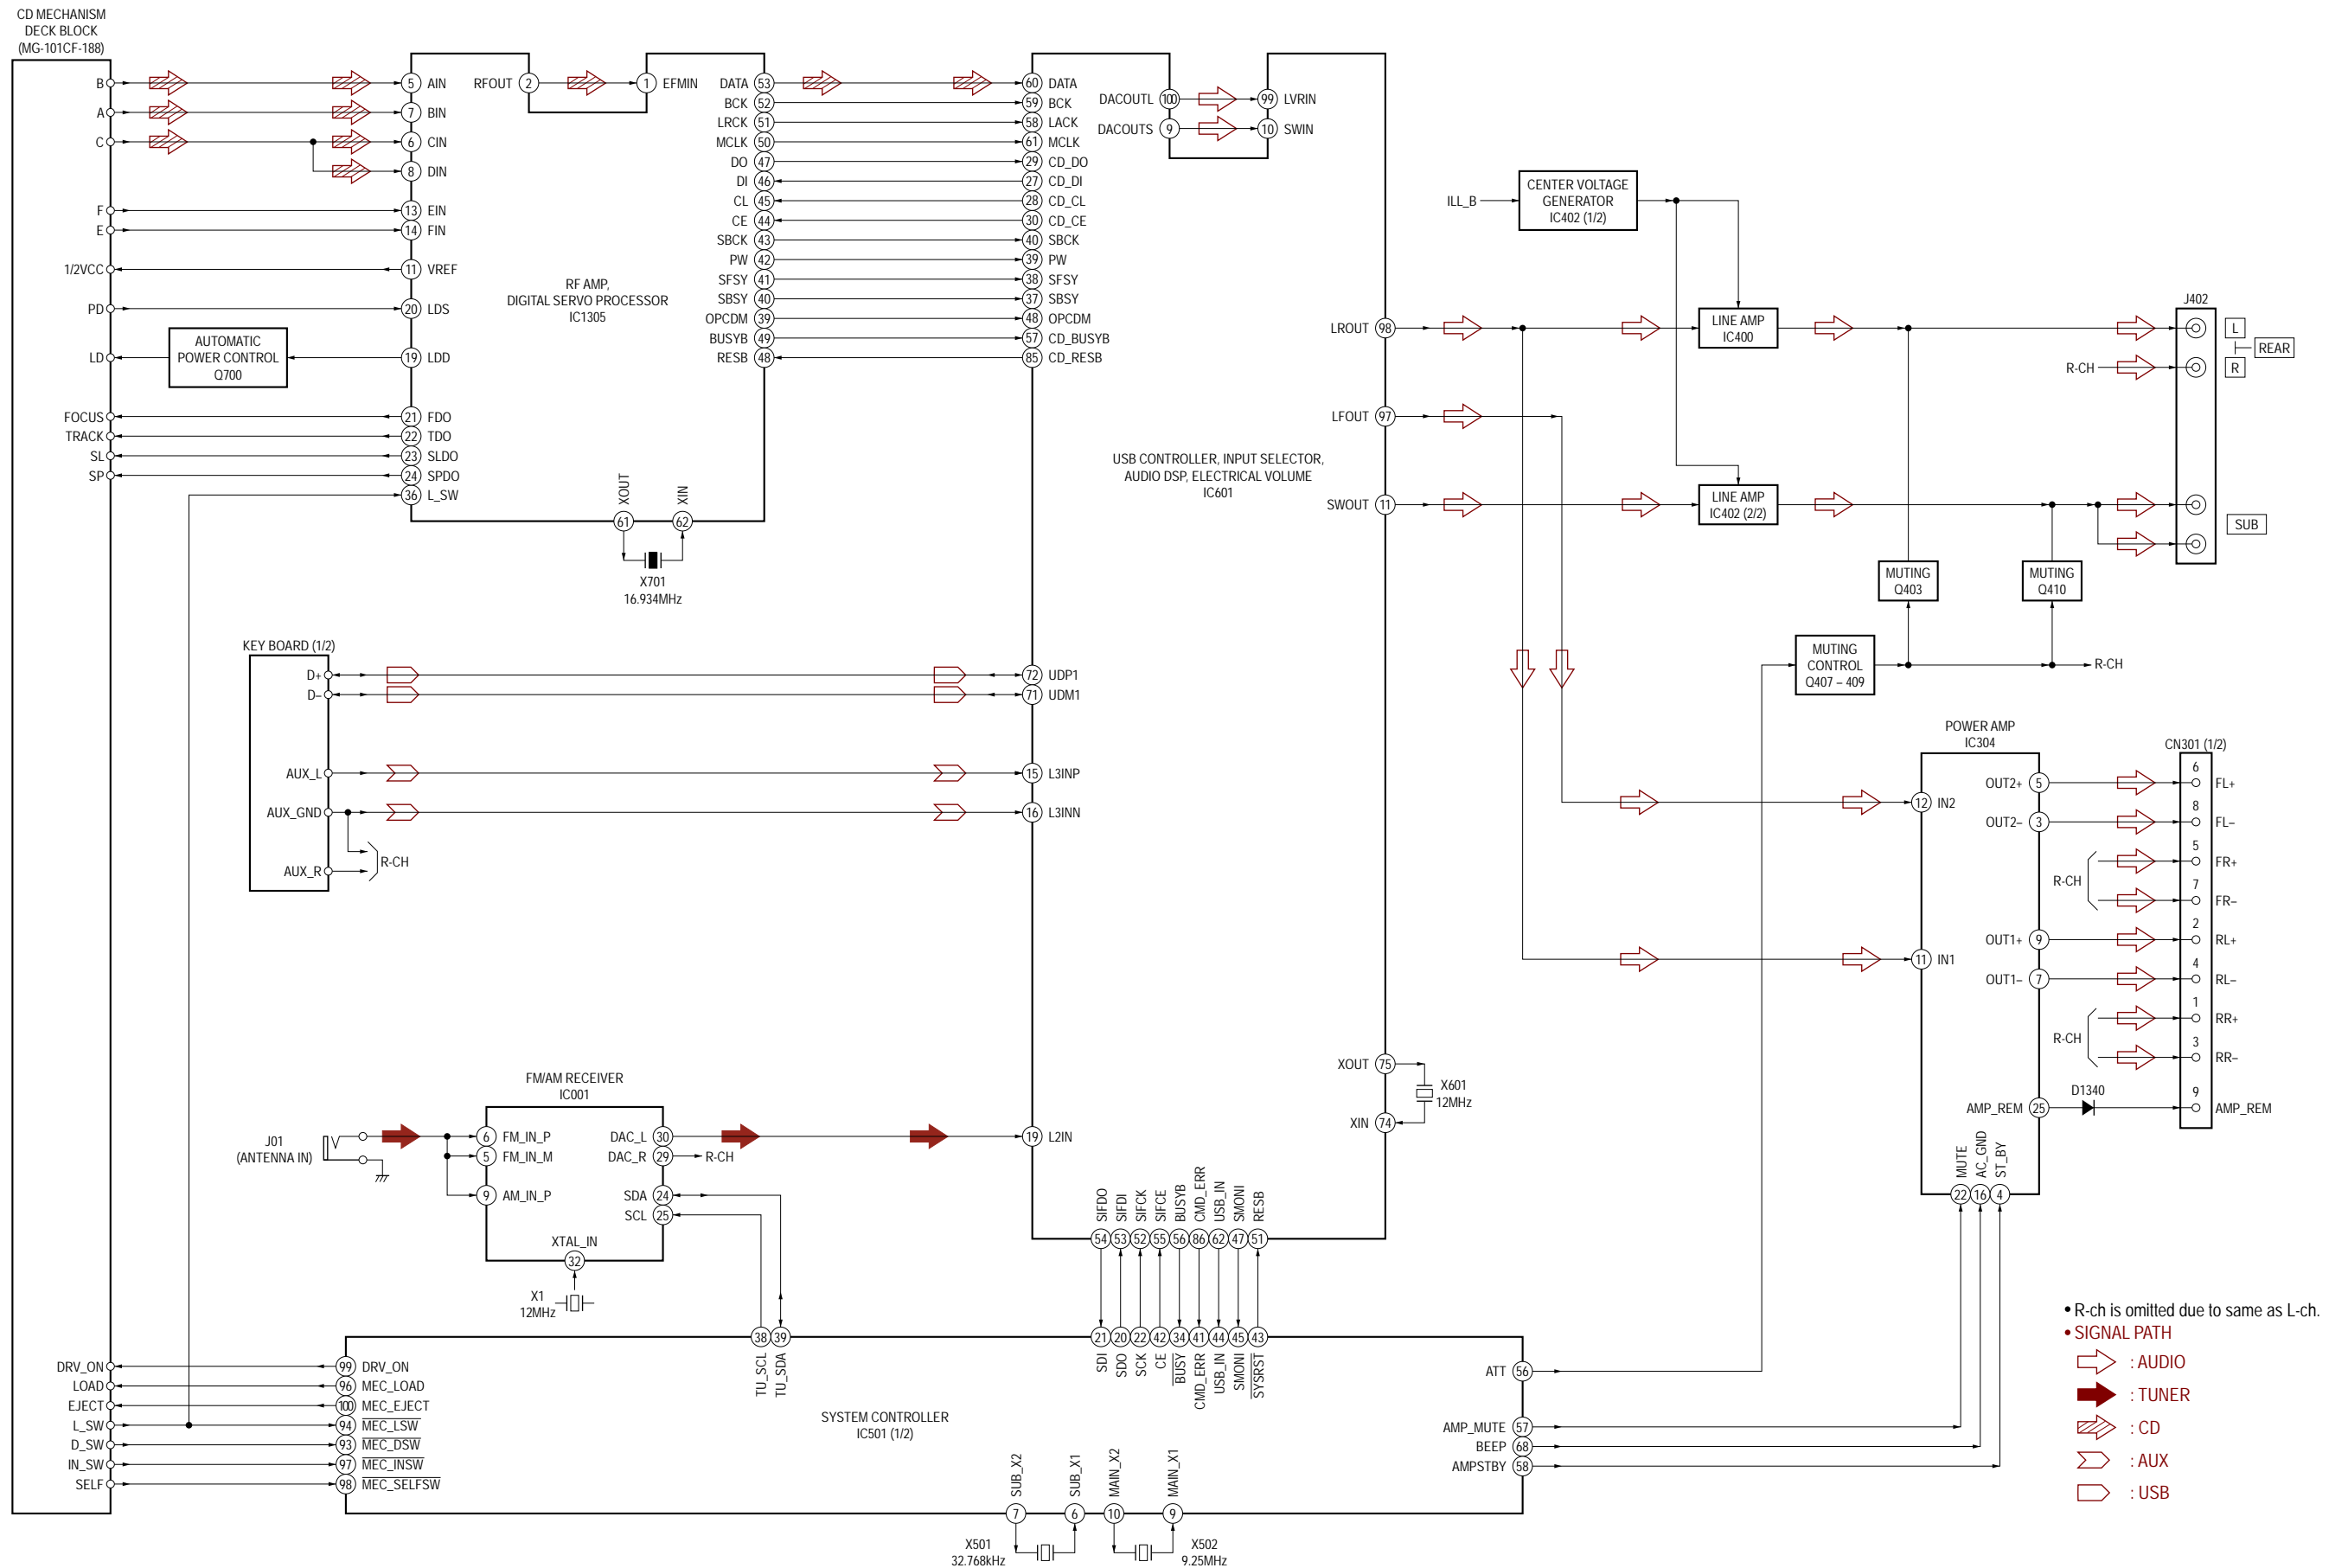 CD MECHANISM
DECK BLOCK
(MG-101CF-188)
B
A
C
F
E
1/2VCC
PD
LD
FOCUS
TRACK
SL
SP
AUTOMATIC
POWER CONTROL
Q700
5 AIN
7 BIN
6 CIN
8 DIN
13 EIN
14 FIN
11 VREF
20 LDS
19 LDD
21 FDO
22 TDO
23 SLDO
24 SPDO
36 L_SW
RFOUT 2
1 EFMIN
RF AMP,
DIGITAL SERVO PROCESSOR
IC1305
XOUT
61
XIN
62
X701
16.934MHz
DATA 53
BCK 52
LRCK 51
MCLK 50
DO 47
DI 46
CL 45
CE 44
SBCK 43
PW 42
SFSY 41
SBSY 40
OPCDM 39
BUSYB 49
RESB 48
60 DATA
59 BCK
58 LACK
61 MCLK
29 CD_DO
27 CD_DI
28 CD_CL
30 CD_CE
40 SBCK
39 PW
38 SFSY
37 SBSY
48 OPCDM
57 CD_BUSYB
85 CD_RESB
DACOUTL 100
99 LVRIN
DACOUTS 9
10 SWIN
USB CONTROLLER, INPUT SELECTOR,
AUDIO DSP, ELECTRICAL VOLUME
IC601
LROUT 98
LFOUT 97
SWOUT 11
ILL_B
CENTER VOLTAGE
GENERATOR
IC402 (1/2)
LINE AMP
IC400
LINE AMP
IC402 (2/2)
J402
L
REAR
R-CH
R
SUB
MUTING
Q403
MUTING
Q410
MUTING
CONTROL
Q407 – 409
R-CH
KEY BOARD (1/2)
D+
D–
AUX_L
AUX_GND
AUX_R
R-CH
72 UDP1
71 UDM1
15 L3INP
16 L3INN
POWER AMP
IC304
12 IN2
11 IN1
OUT2+ 5
OUT2– 3
OUT1+ 9
OUT1– 7
AMP_REM 25
D1340
MUTE
22
AC_GND
16
ST_BY
4
R-CH
R-CH
CN301 (1/2)
6
FL+
8
FL–
5
FR+
7
FR–
2
RL+
4
RL–
1
RR+
3
RR–
9
AMP_REM
XOUT 75
XIN 74
X601
12MHz
FM/AM RECEIVER
IC001
J01
(ANTENNA IN)
6 FM_IN_P
5 FM_IN_M
9 AM_IN_P
DAC_L 30
DAC_R 29
R-CH
SDA 24
SCL 25
XTAL_IN
32
X1
12MHz
19 L2IN
SIFDO
SIFDI
SIFCK
SIFCE
BUSYB
CMD_ERR
USB_IN
SMONI
RESB
54 53 52 55 56 86 62 47 51
38 39
TU_SCL
TU_SDA
21 20 22 42 34 41 44 45 43
SDI
SDO
SCK
CE
BUSY
CMD_ERR
USB_IN
SMONI
SYSRST
DRV_ON
LOAD
EJECT
L_SW
D_SW
IN_SW
SELF
99 DRV_ON
96 MEC_LOAD
100 MEC_EJECT
94 MEC_LSW
93 MEC_DSW
97 MEC_INSW
98 MEC_SELFSW
SYSTEM CONTROLLER
IC501 (1/2)
ATT 56
AMP_MUTE 57
BEEP 68
AMPSTBY 58
SUB_X2
7
SUB_X1
6
MAIN_X2
10
MAIN_X1
9
X501
32.768kHz
X502
9.25MHz
• R-ch is omitted due to same as L-ch.
• SIGNAL PATH
: AUDIO
: TUNER
: CD
: AUX
: USB